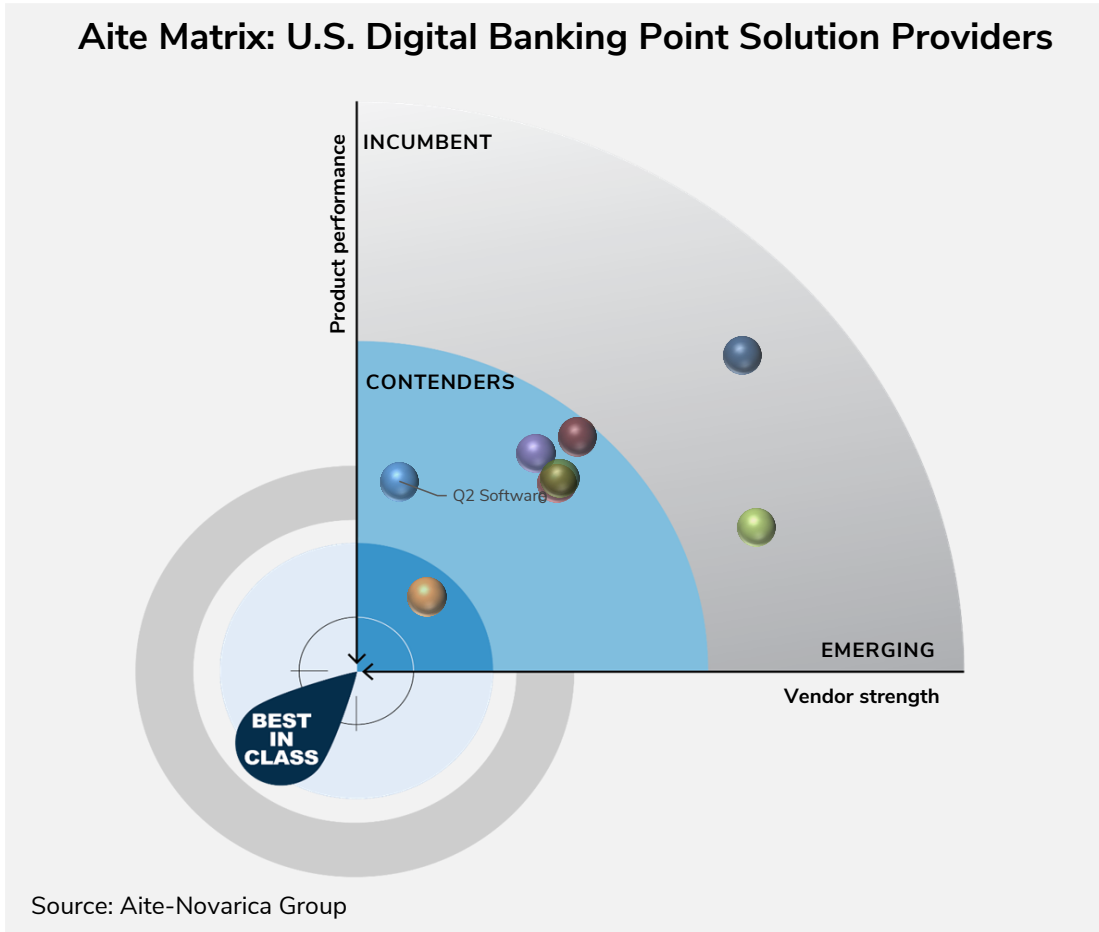 Aite Matrix: U.S. Digital Banking Point Solution Providers
INCUMBENT
Product performance
CONTENDERS
Q2 Software
EMERGING
Vendor strength
BEST
IN
CLASS
Source: Aite-Novarica Group